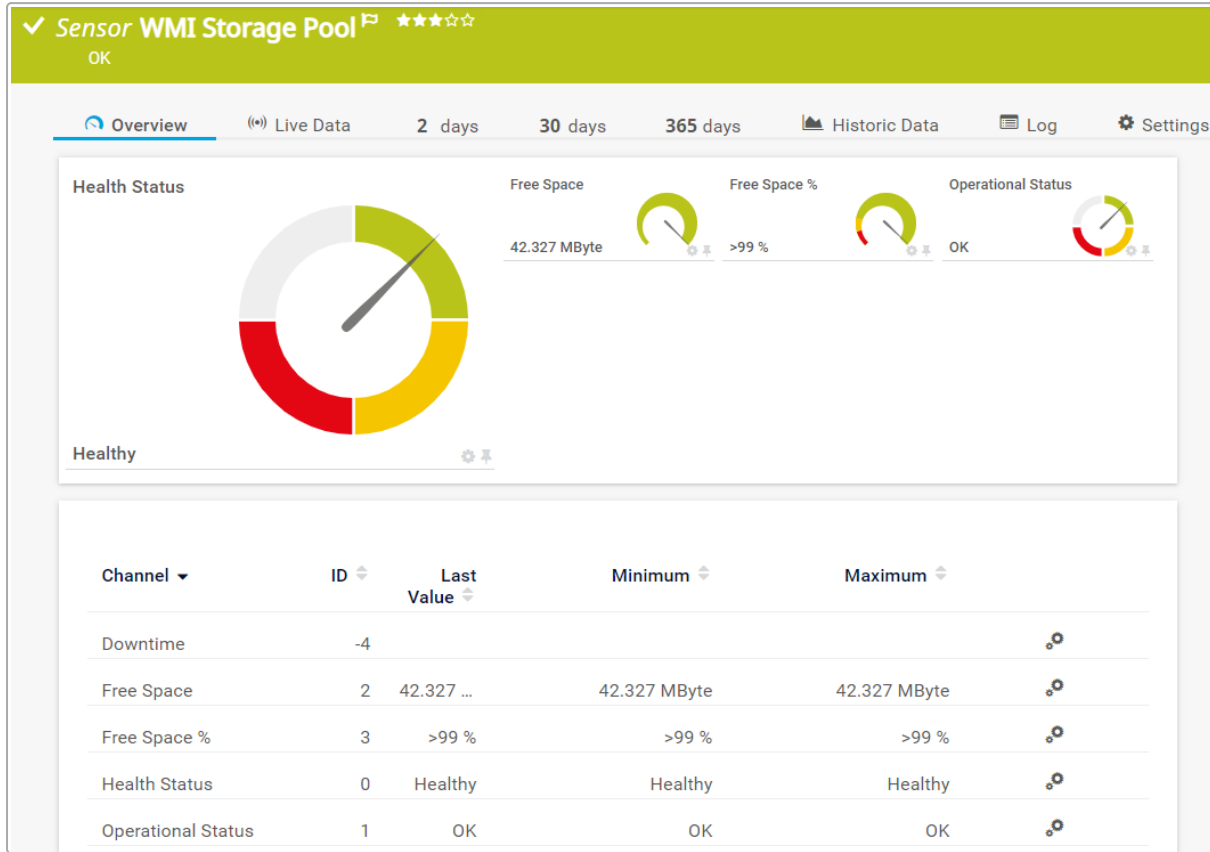 Sensor WMI Storage Pool
OK
Overview Live Data 2 days 30 days 365 days Historic Data Log Settings
Health Status
Healthy
Free Space
42.327 MByte
Free Space %
>99 %
Operational Status
OK
Channel ID Last Value Minimum Maximum
Downtime -4
Free Space 2 42.327 ... 42.327 MByte 42.327 MByte
Free Space % 3 >99 % >99 % >99 %
Health Status 0 Healthy Healthy Healthy
Operational Status 1 OK OK OK